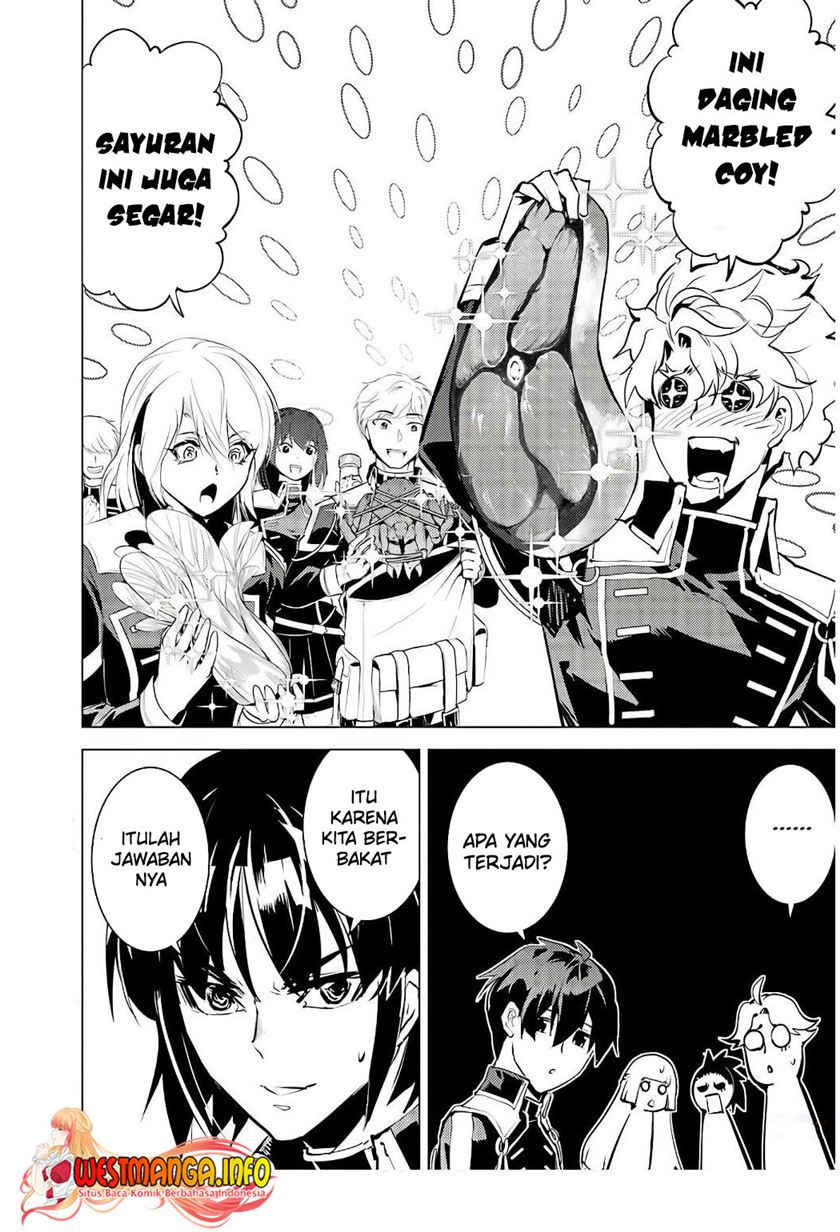 INI
DAGING
MARBLED
COY!
SAYURAN
INI JUGA
SEGAR!
......
APA YANG
TERJADI?
ITU
KARENA
KITA BER-
BAKAT
ITULAH
JAWABAN
NYA
WESTMANGA.INFO
Situs Baca Komik Berbahasa Indonesia